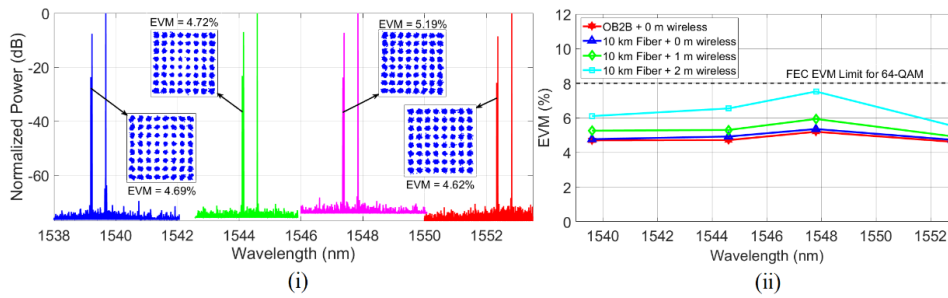 EVM = 4.72%
EVM = 5.19%
EVM = 4.69%
EVM = 4.62%
0
-20
-40
-60
Normalized Power (dB)
1538 1540 1542 1544 1546 1548 1550 1552
Wavelength (nm)
(i)
OB2B + 0 m wireless
10 km Fiber + 0 m wireless
10 km Fiber + 1 m wireless
10 km Fiber + 2 m wireless
FEC EVM Limit for 64-QAM
12
10
8
6
4
2
0
EVM (%)
1540 1542 1544 1546 1548 1550 1552
Wavelength (nm)
(ii)